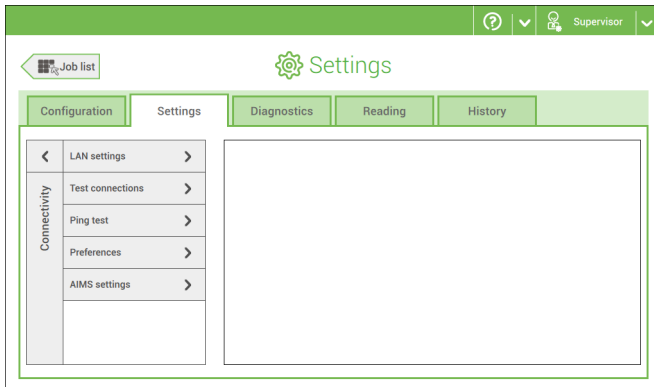 Supervisor
Job list
Settings
Configuration
Settings
Diagnostics
Reading
History
Connectivity
LAN settings
Test connections
Ping test
Preferences
AIMS settings